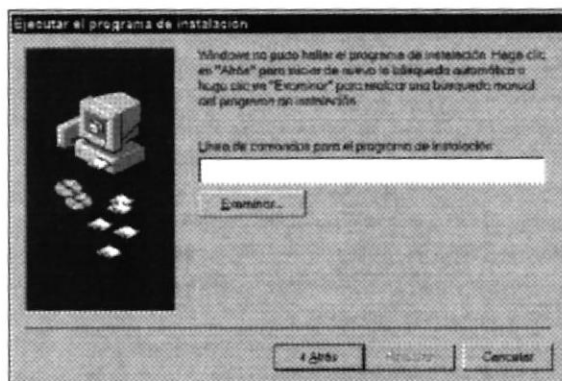 Ejecutar el programa de instalación
Windows no pudo hallar el programa de instalación. Haga clic
en "Atrás" para iniciar de nuevo la búsqueda automática o
haga clic en "Examinar" para realizar una búsqueda manual
del programa de instalación.
Línea de comandos para el programa de instalación:
Examinar...
< Atrás
Finalizar
Cancelar